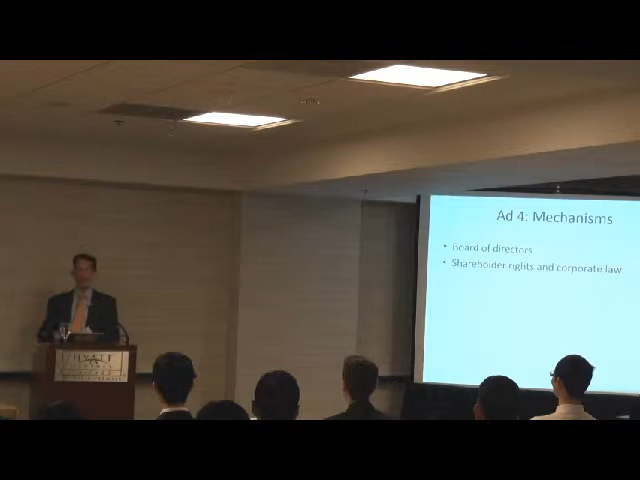 Ad 4: Mechanisms
• Board of directors
• Shareholder rights and corporate law
HYATT